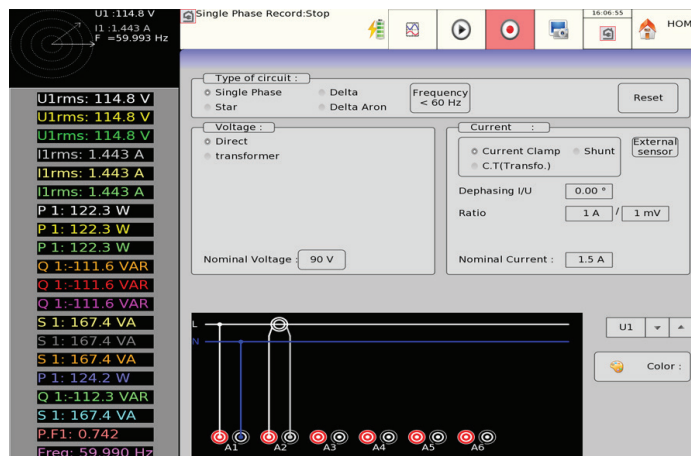 U1 :114.8 V
I1 :1.443 A
F =59.993 Hz
Single Phase Record:Stop
16:06:55
HOM
U1rms: 114.8 V
U1rms: 114.8 V
U1rms: 114.8 V
I1rms: 1.443 A
I1rms: 1.443 A
I1rms: 1.443 A
P 1: 122.3 W
P 1: 122.3 W
P 1: 122.3 W
Q 1:-111.6 VAR
Q 1:-111.6 VAR
Q 1:-111.6 VAR
S 1: 167.4 VA
S 1: 167.4 VA
S 1: 167.4 VA
P 1: 124.2 W
Q 1:-112.3 VAR
S 1: 167.4 VA
P.F1: 0.742
Freq: 59.990 Hz
Type of circuit :
Single Phase
Delta
Star
Delta Aron
Frequency
< 60 Hz
Reset
Voltage :
Direct
transformer
Nominal Voltage :
90 V
Current :
Current Clamp
Shunt
C.T(Transfo.)
External
sensor
Dephasing I/U
0.00 °
Ratio
1 A / 1 mV
Nominal Current :
1.5 A
L
N
A1 A2 A3 A4 A5 A6
U1
Color :